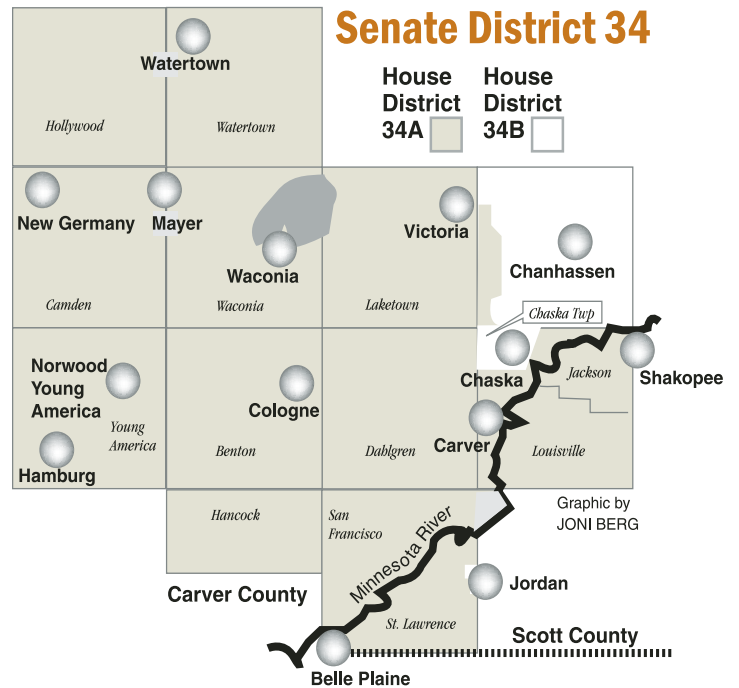 Senate District 34
House
District
34A
House
District
34B
Watertown
Hollywood
Watertown
New Germany
Mayer
Victoria
Waconia
Chanhassen
Camden
Waconia
Laketown
Chaska Twp
Norwood
Young
America
Young
America
Hamburg
Cologne
Benton
Dahlgren
Chaska
Jackson
Shakopee
Carver
Louisville
Hancock
San
Francisco
Graphic by
JONI BERG
Minnesota River
Carver County
Jordan
St. Lawrence
Scott County
Belle Plaine